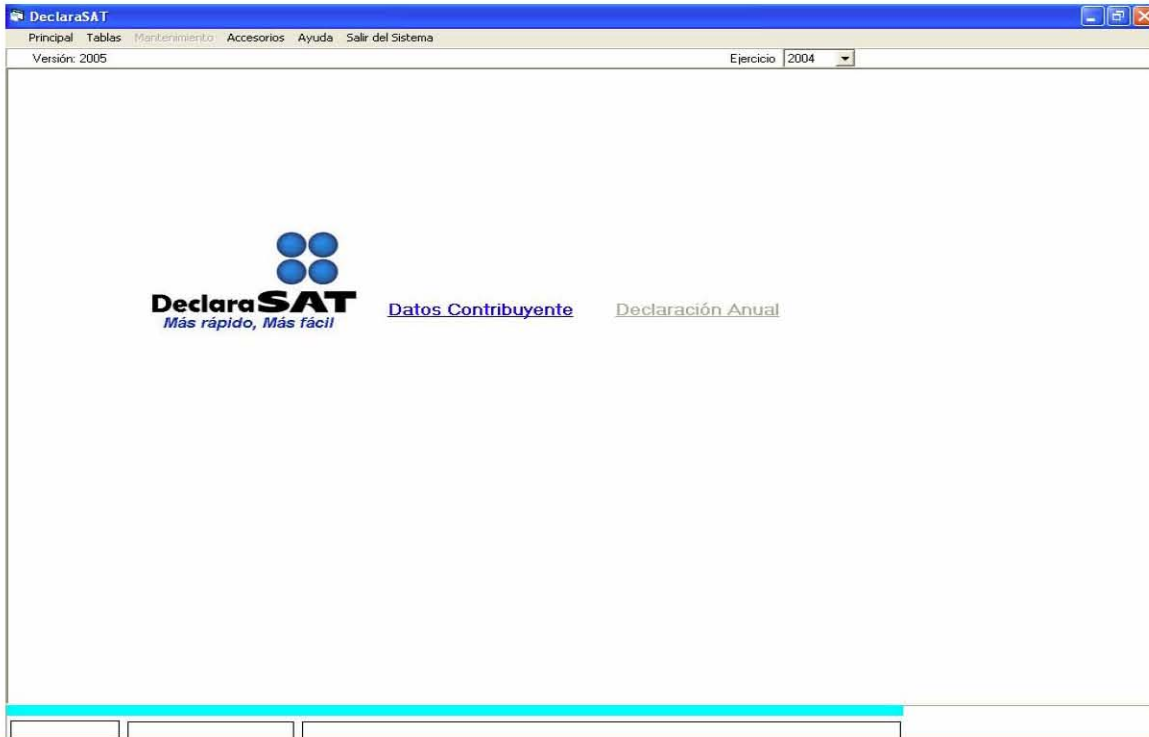 DeclaraSAT
Principal Tablas Mantenimiento Accesorios Ayuda Salir del Sistema
Versión: 2005 Ejercicio 2004
DeclaraSAT
Más rápido, Más fácil
Datos Contribuyente Declaración Anual